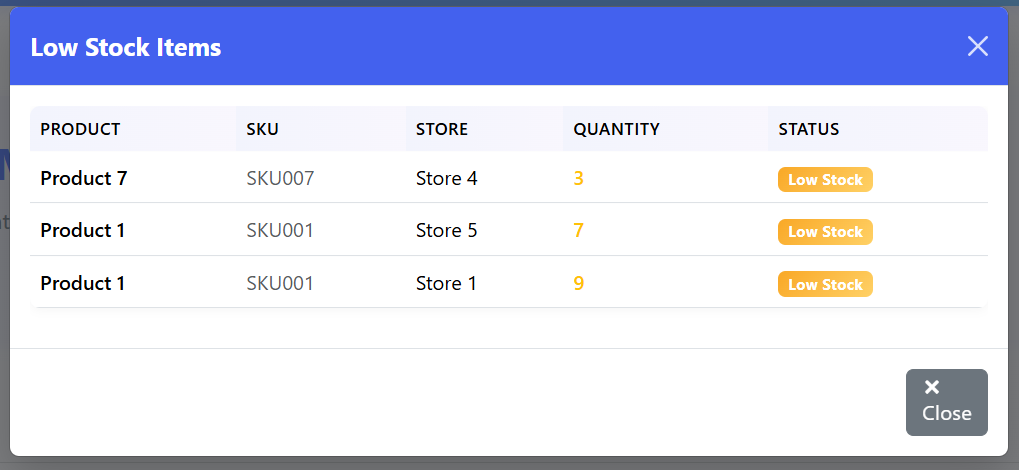 Low Stock Items
PRODUCT SKU STORE QUANTITY STATUS
Product 7 SKU007 Store 4 3 Low Stock
Product 1 SKU001 Store 5 7 Low Stock
Product 1 SKU001 Store 1 9 Low Stock
Close